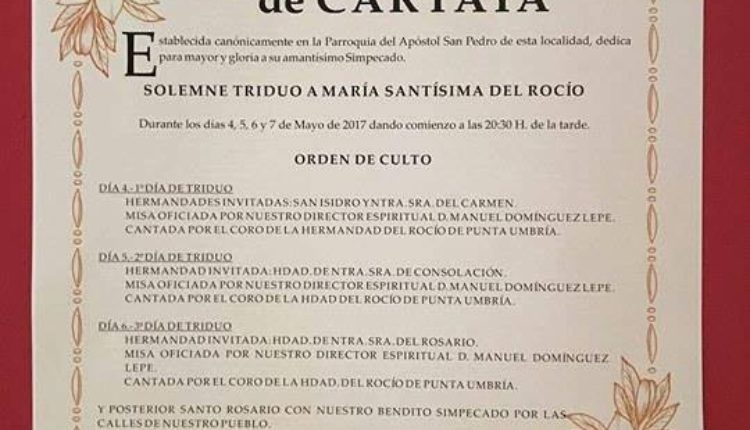 de CARTAYA
Establecida canónicamente en la Parroquia del Apóstol San Pedro de esta localidad, dedica
para mayor y gloria a su amantísimo Simpecado.
SOLEMNE TRIDUO A MARÍA SANTÍSIMA DEL ROCÍO
Durante los días 4, 5, 6 y 7 de Mayo de 2017 dando comienzo a las 20:30 H. de la tarde.
ORDEN DE CULTO
DÍA 4.- 1º DÍA DE TRIDUO
HERMANDADES INVITADAS: SAN ISIDRO Y NTRA. SRA. DEL CARMEN.
MISA OFICIADA POR NUESTRO DIRECTOR ESPIRITUAL D. MANUEL DOMÍNGUEZ LEPE.
CANTADA POR EL CORO DE LA HERMANDAD DEL ROCÍO DE PUNTA UMBRÍA.
DÍA 5.- 2º DÍA DE TRIDUO
HERMANDAD INVITADA: HDAD. DE NTRA. SRA. DE CONSOLACIÓN.
MISA OFICIADA POR NUESTRO DIRECTOR ESPIRITUAL D. MANUEL DOMÍNGUEZ LEPE.
CANTADA POR EL CORO DE LA HDAD DEL ROCÍO DE PUNTA UMBRÍA.
DÍA 6.- 3º DÍA DE TRIDUO
HERMANDAD INVITADA: HDAD. DE NTRA. SRA. DEL ROSARIO.
MISA OFICIADA POR NUESTRO DIRECTOR ESPIRITUAL D. MANUEL DOMÍNGUEZ
LEPE.
CANTADA POR EL CORO DE LA HDAD. DEL ROCÍO DE PUNTA UMBRÍA.
Y POSTERIOR SANTO ROSARIO CON NUESTRO BENDITO SIMPECADO POR LAS
CALLES DE NUESTRO PUEBLO.